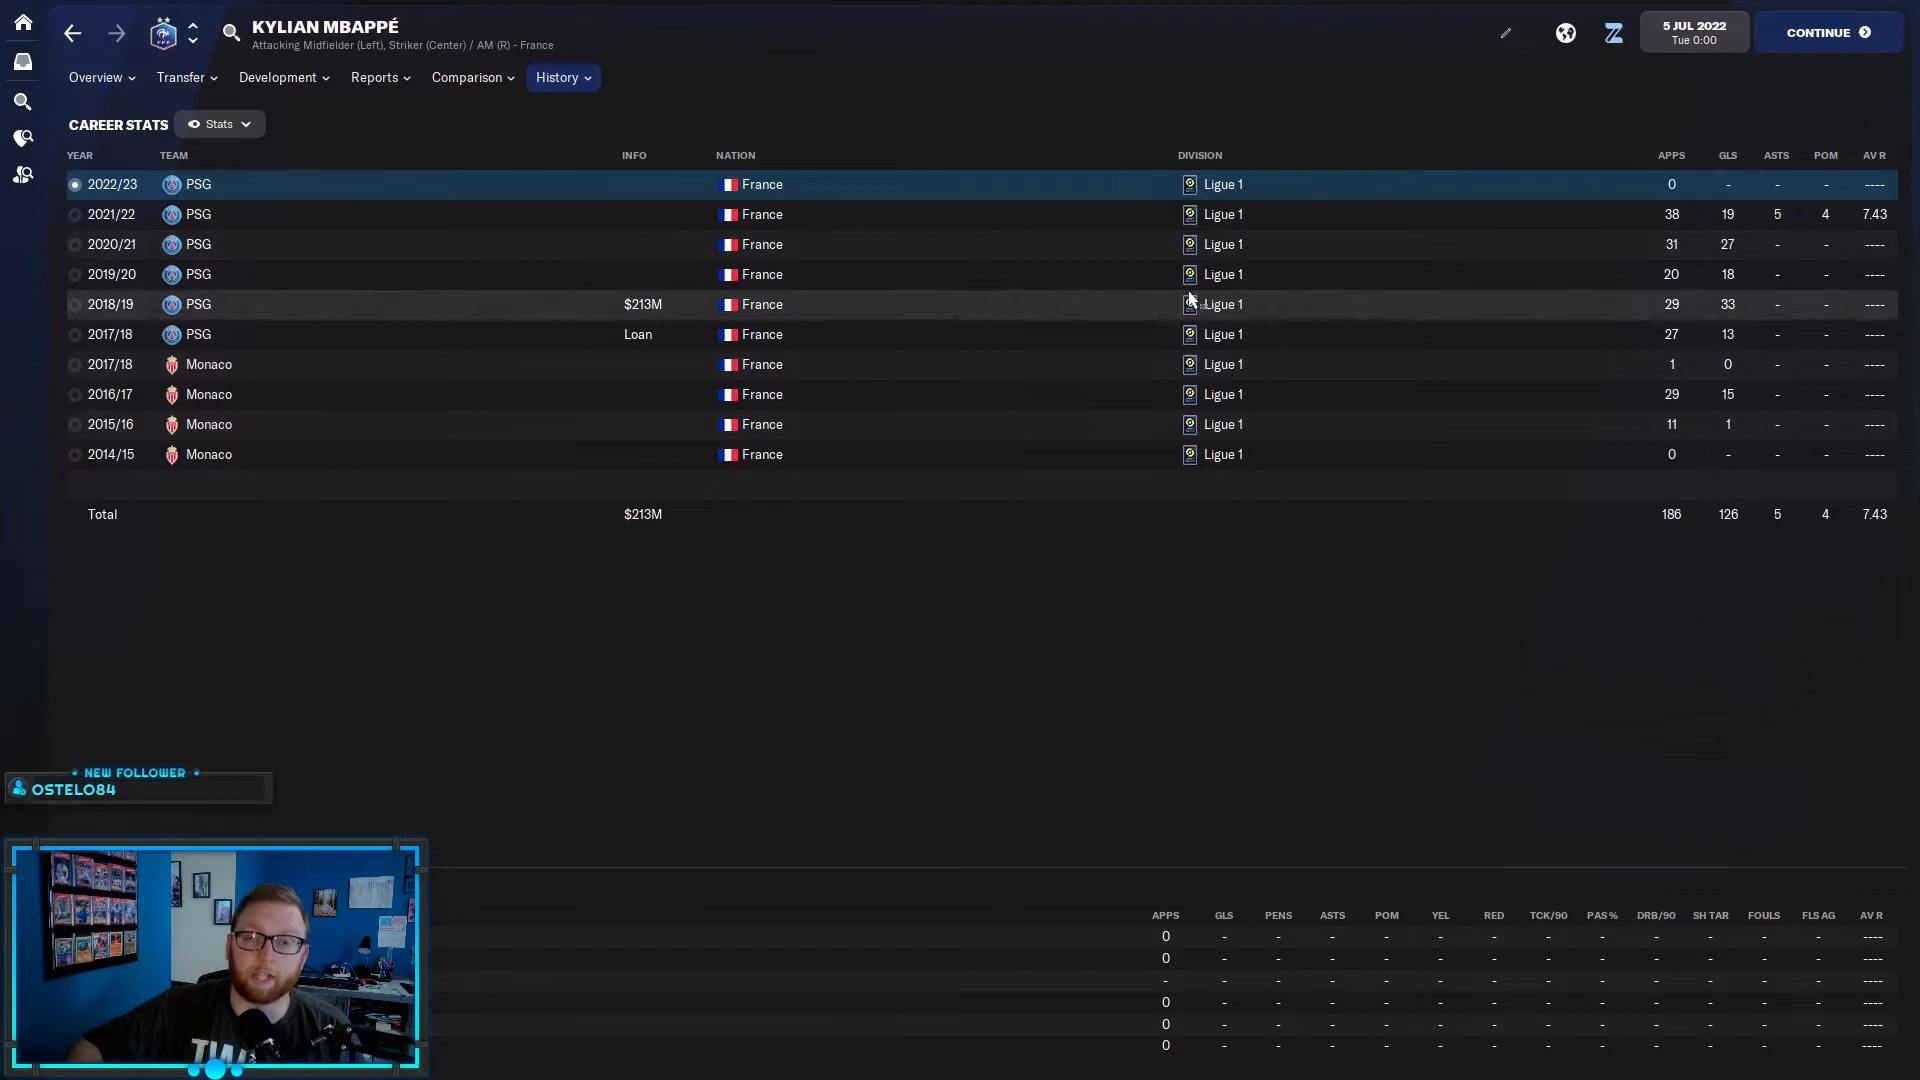 KYLIAN MBAPPÉ
Attacking Midfielder (Left), Striker (Center) / AM (R) - France
5 JUL 2022
Tue 0:00
CONTINUE
Overview Transfer Development Reports Comparison History
CAREER STATS Stats
YEAR TEAM INFO NATION DIVISION APPS GLS ASTS POM AV R
2022/23 PSG France Ligue 1 0 - - - ----
2021/22 PSG France Ligue 1 38 19 5 4 7.43
2020/21 PSG France Ligue 1 31 27 - - ----
2019/20 PSG France Ligue 1 20 18 - - ----
2018/19 PSG $213M France Ligue 1 29 33 - - ----
2017/18 PSG Loan France Ligue 1 27 13 - - ----
2017/18 Monaco France Ligue 1 1 0 - - ----
2016/17 Monaco France Ligue 1 29 15 - - ----
2015/16 Monaco France Ligue 1 11 1 - - ----
2014/15 Monaco France Ligue 1 0 - - - ----
Total $213M 186 126 5 4 7.43
NEW FOLLOWER
OSTELO84
APPS GLS PENS ASTS POM YEL RED TCK/90 PAS % DRB/90 SH TAR FOULS FLS AG AV R
0 - - - - - - - - - - - - ----
0 - - - - - - - - - - - - ----
- - - - - - - - - - - - - ----
0 - - - - - - - - - - - - ----
0 - - - - - - - - - - - - ----
0 - - - - - - - - - - - - ----